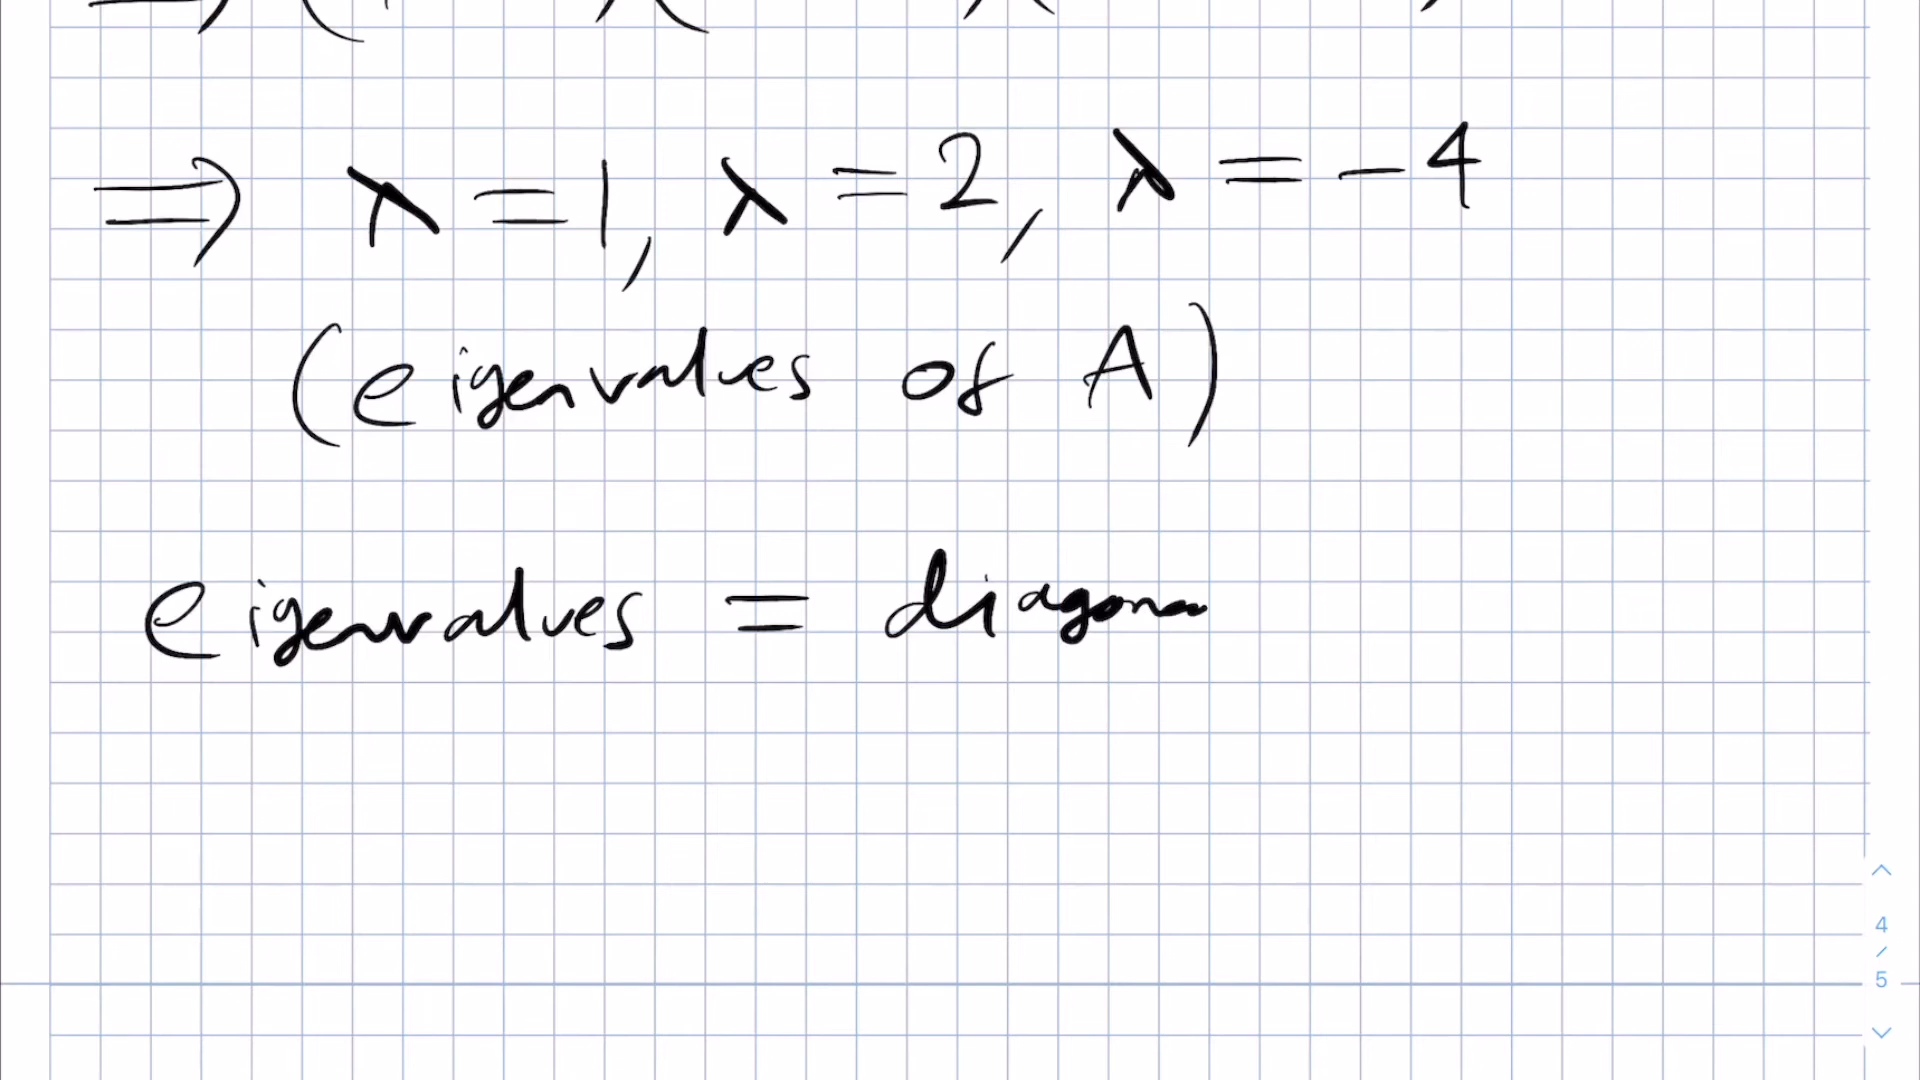 ⇒ λ = 1, λ = 2, λ = -4
(eigenvalues of A)
eigenvalues = diagona
4
/
5